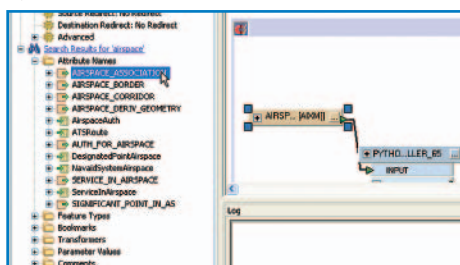 Source Redirect: No Redirect
Destination Redirect: No Redirect
Advanced
Search Results for 'airspace'
Attribute Names
AIRSPACE_ASSOCIATION
AIRSPACE_BORDER
AIRSPACE_CORRIDOR
AIRSPACE_DERIV_GEOMETRY
AirspaceAuth
ATSRoute
AUTH_FOR_AIRSPACE
DesignatedPointAirspace
NavaidSystemAirspace
SERVICE_IN_AIRSPACE
ServiceInAirspace
SIGNIFICANT_POINT_IN_AS
Feature Types
Bookmarks
Transformers
Parameter Values
Comments
AIRSP... [AIXM]] ...
PYTHO...LLER_65
INPUT
Log